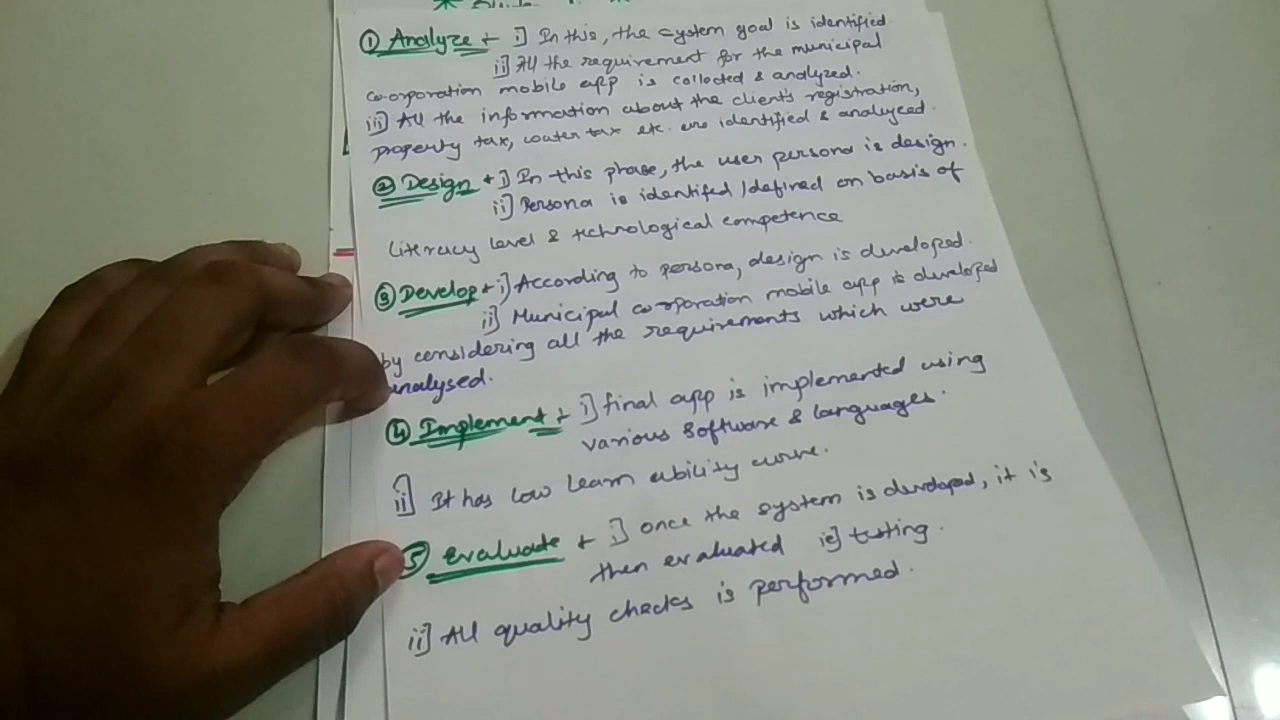 ① Analyze + i] In this, the system goal is identified
ii] All the requirement for the municipal
co-orporation mobile app is collected & analyzed.
iii] All the information about the client's registration,
property tax, water tax etc. are identified & analyced.
② Design + i] In this phase, the user persona is design.
ii] Persona is identifed /defined on basis of
Literacy level & technological competence
③ Develop + i] According to persona, design is developed.
ii] Municipal co-orporation mobile app is developed
by considering all the requirements which were
analysed.
④ Implement + i] final app is implemented using
various software & languages.
ii] It has low learn ability curve.
⑤ evaluate + i] once the system is developed, it is
then evaluated ie] testing.
ii] All quality checks is performed.